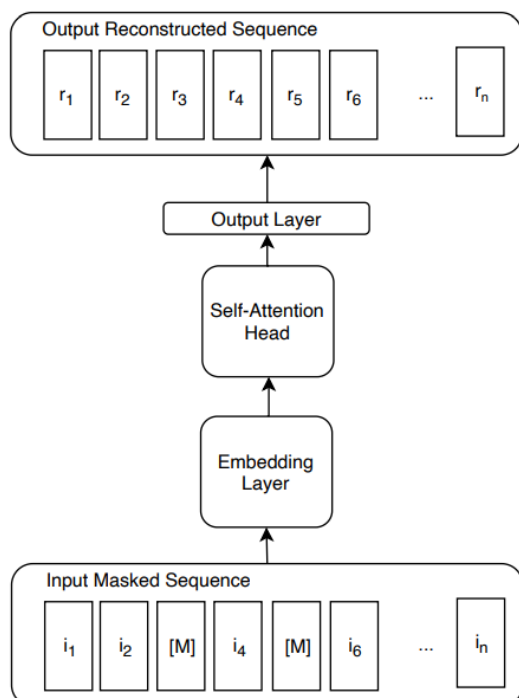 Output Reconstructed Sequence
r₁ r₂ r₃ r₄ r₅ r₆ ... rₙ
Output Layer
Self-Attention
Head
Embedding
Layer
Input Masked Sequence
i₁ i₂ [M] i₄ [M] i₆ ... iₙ